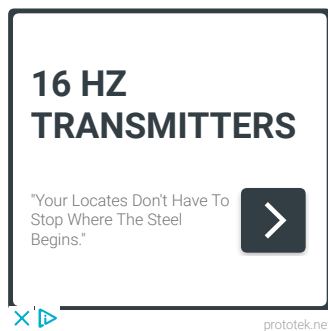 16 HZ
TRANSMITTERS
"Your Locates Don't Have To
Stop Where The Steel
Begins."
prototek.ne